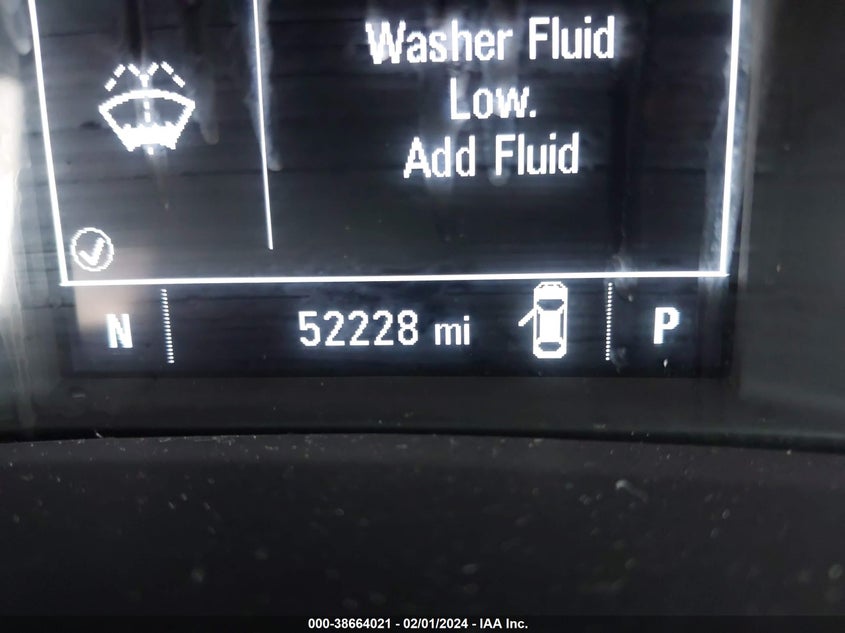 Washer Fluid
Low.
Add Fluid
N 52228 mi P
000-38664021 - 02/01/2024 - IAA Inc.